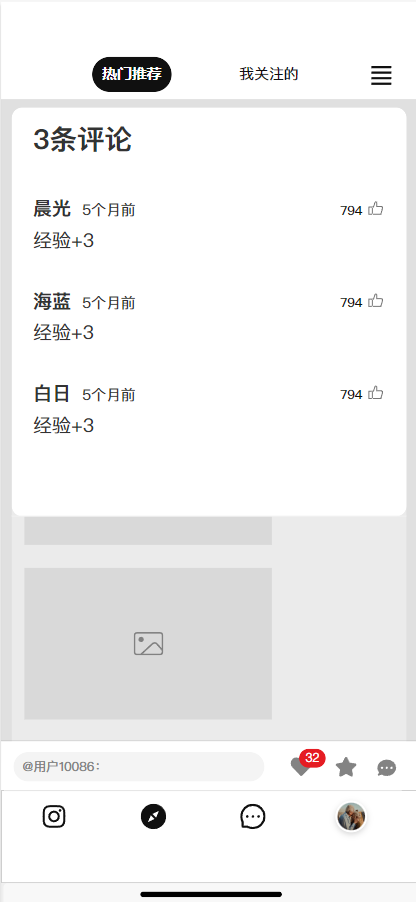 热门推荐 我关注的
3条评论
晨光 5个月前 794
经验+3
海蓝 5个月前 794
经验+3
白日 5个月前 794
经验+3
@用户10086: 32